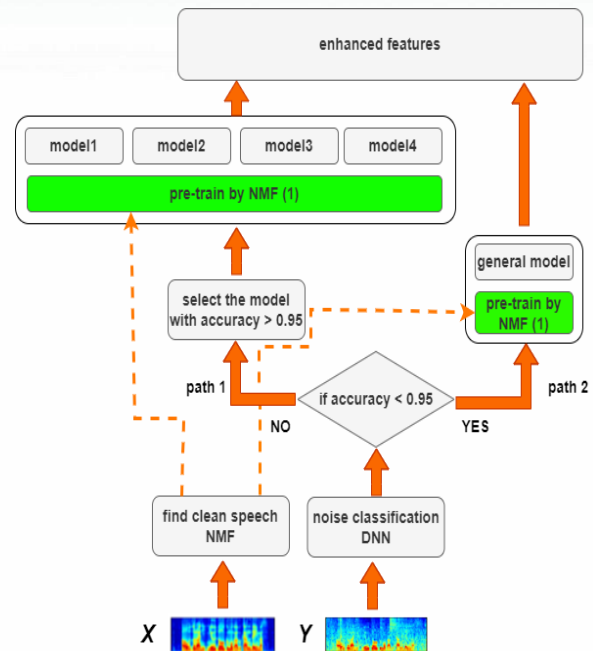 enhanced features
model1
model2
model3
model4
pre-train by NMF (1)
general model
pre-train by
NMF (1)
select the model
with accuracy > 0.95
path 1
if accuracy < 0.95
path 2
NO
YES
find clean speech
NMF
noise classification
DNN
X
Y